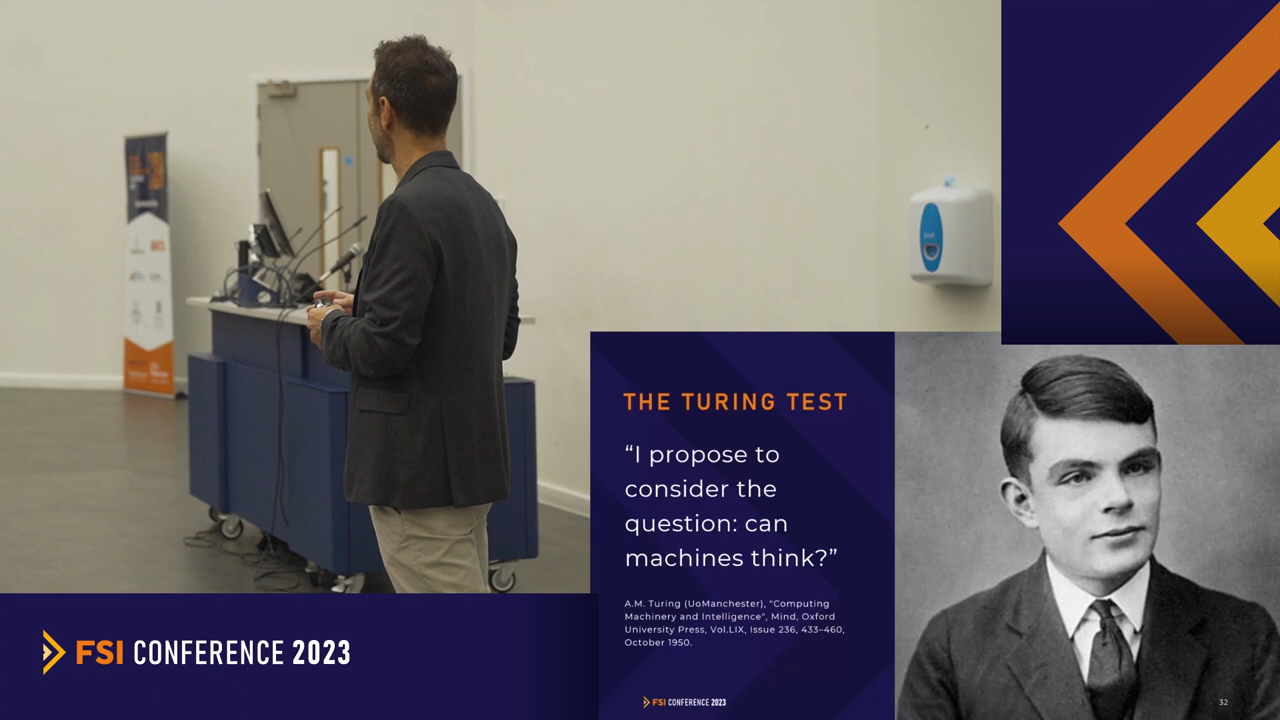 THE TURING TEST
“I propose to
consider the
question: can
machines think?”
A.M. Turing (UoManchester), "Computing
Machinery and Intelligence", Mind, Oxford
University Press, Vol.LIX, Issue 236, 433–460,
October 1950.
FSI CONFERENCE 2023
32
FSI CONFERENCE 2023